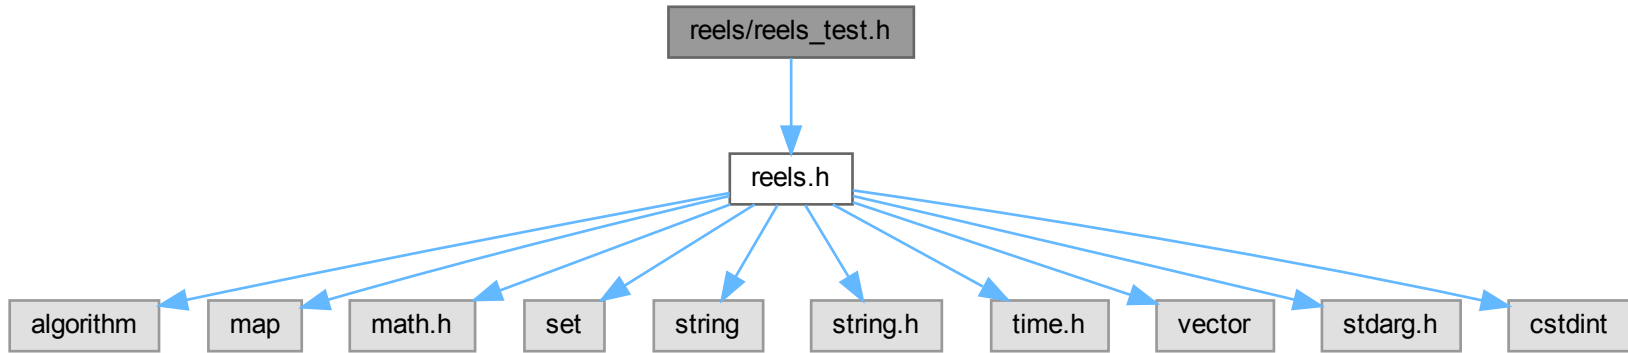 reels/reels_test.h
reels.h
algorithm
map
math.h
set
string
string.h
time.h
vector
stdarg.h
cstdint